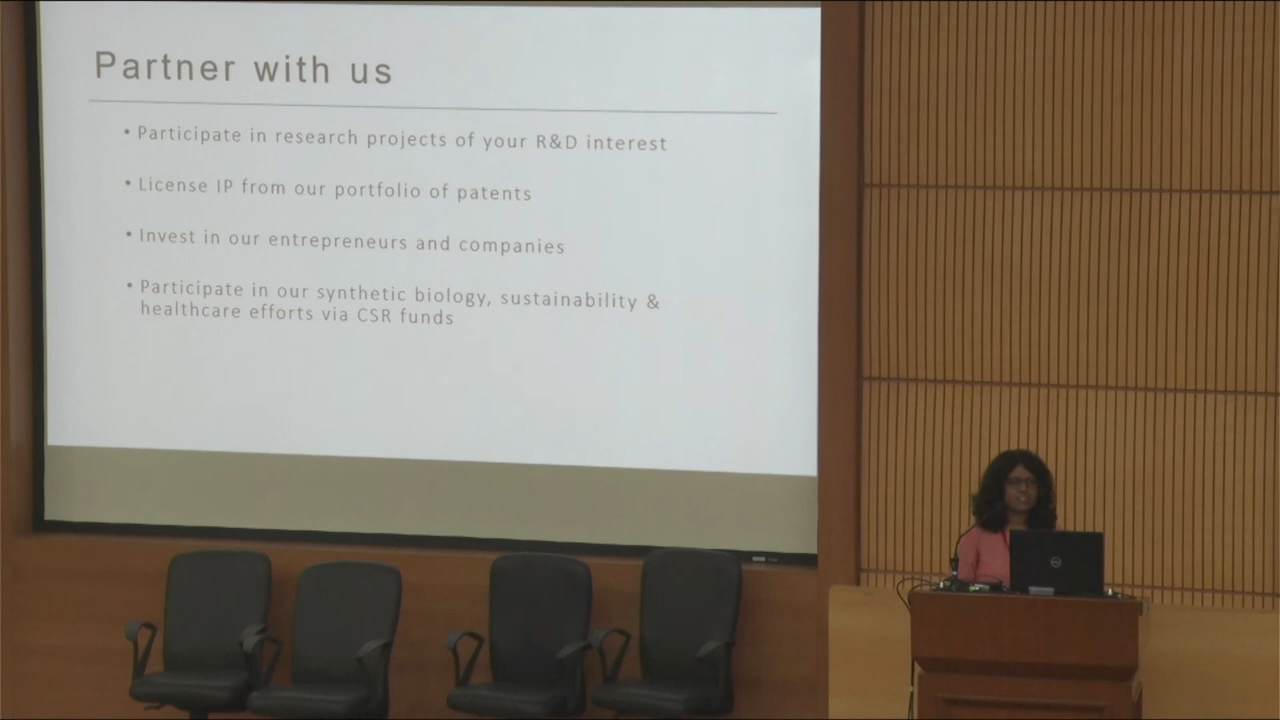 Partner with us
• Participate in research projects of your R&D interest
• License IP from our portfolio of patents
• Invest in our entrepreneurs and companies
• Participate in our synthetic biology, sustainability &
healthcare efforts via CSR funds